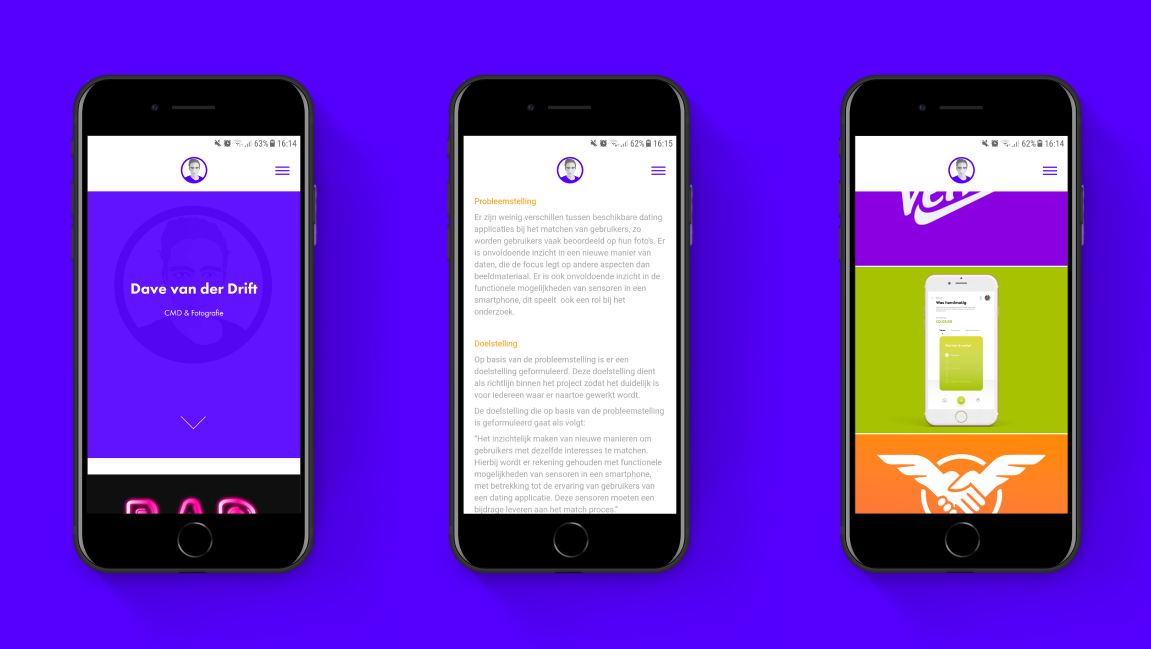 63% 16:14
Dave van der Drift
CMD & Fotografie
62% 16:15
Probleemstelling
Er zijn weinig verschillen tussen beschikbare dating
applicaties bij het matchen van gebruikers, zo
worden gebruikers vaak beoordeeld op hun foto's. Er
is onvoldoende inzicht in een nieuwe manier van
daten, die de focus legt op andere aspecten dan
beeldmateriaal. Er is ook onvoldoende inzicht in de
functionele mogelijkheden van sensoren in een
smartphone, dit speelt ook een rol bij het
onderzoek.
Doelstelling
Op basis van de probleemstelling is er een
doelstelling geformuleerd. Deze doelstelling dient
als richtlijn binnen het project zodat het duidelijk is
voor iedereen waar er naartoe gewerkt wordt.
De doelstelling die op basis van de probleemstelling
is geformuleerd gaat als volgt:
"Het inzichtelijk maken van nieuwe manieren om
gebruikers met dezelfde interesses te matchen.
Hierbij wordt er rekening gehouden met functionele
mogelijkheden van sensoren in een smartphone,
met betrekking tot de ervaring van gebruikers van
een dating applicatie. Deze sensoren moeten een
bijdrage leveren aan het match proces."
62% 16:14
Was handmatig